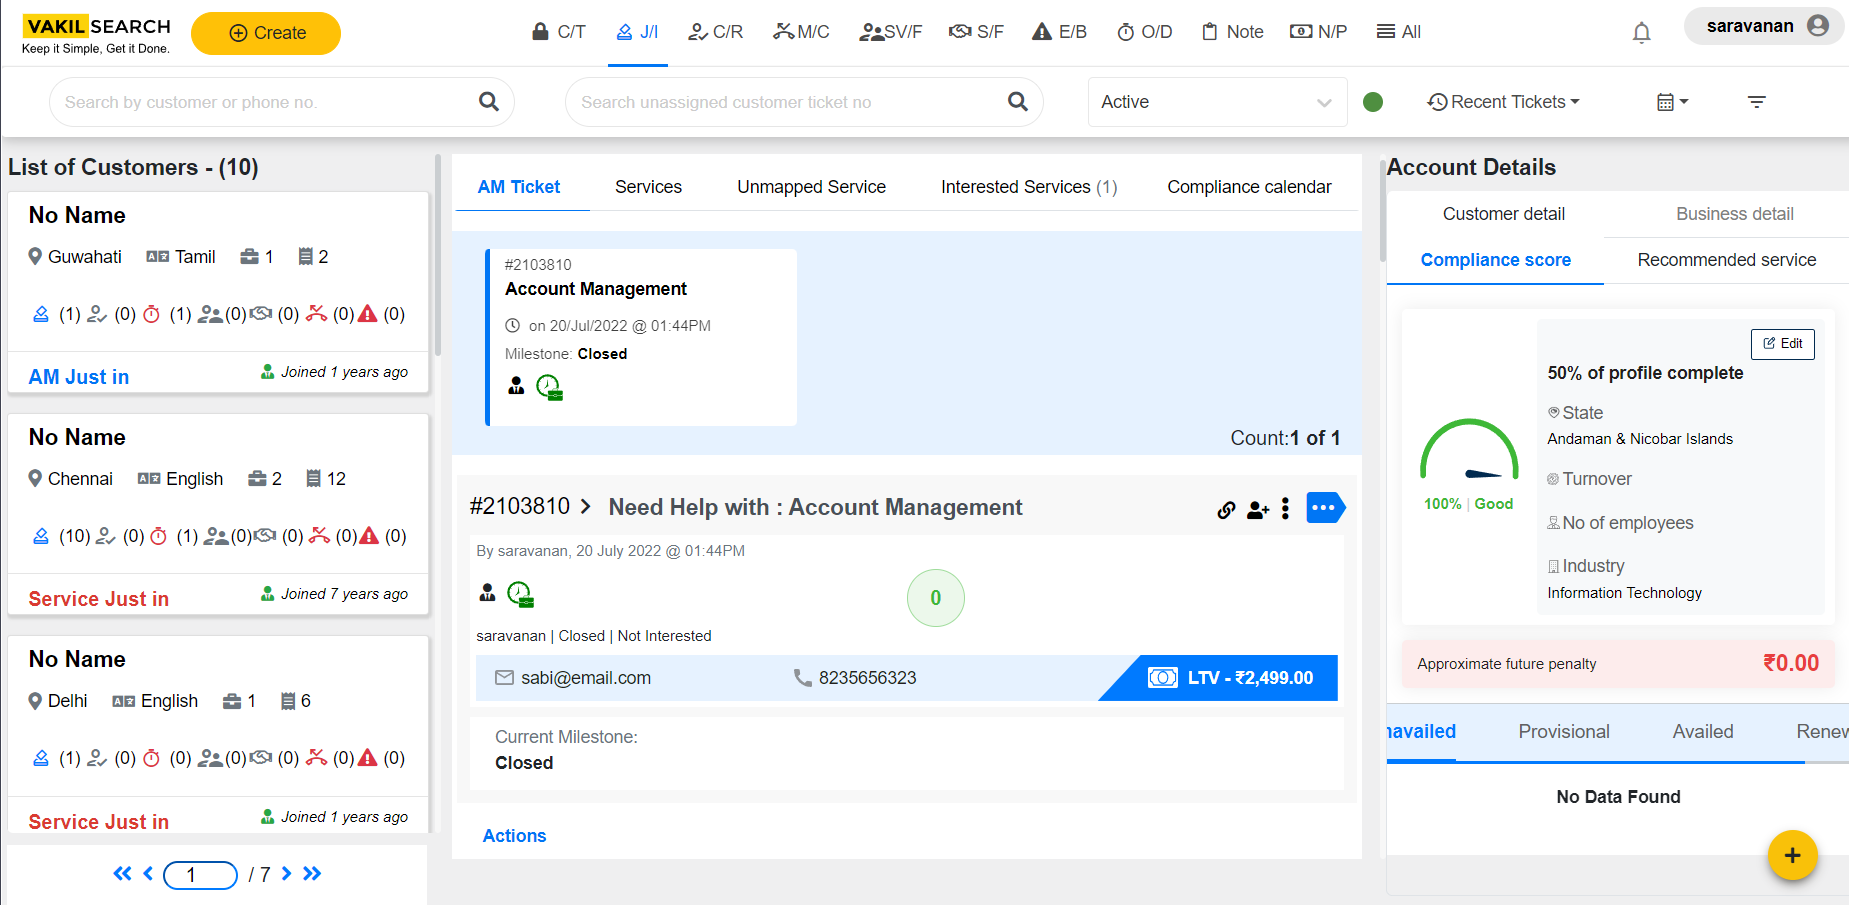 VAKILSEARCH
Keep it Simple, Get it Done.
Create
C/T
J/I
C/R
M/C
SV/F
S/F
E/B
O/D
Note
N/P
All
saravanan
Search by customer or phone no.
Search unassigned customer ticket no
Active
Recent Tickets
List of Customers - (10)
No Name
Guwahati Tamil 1 2
(1) (0) (1) (0) (0) (0) (0)
AM Just in
Joined 1 years ago
No Name
Chennai English 2 12
(10) (0) (1) (0) (0) (0) (0)
Service Just in
Joined 7 years ago
No Name
Delhi English 1 6
(1) (0) (0) (0) (0) (0) (0)
Service Just in
Joined 1 years ago
1 / 7
AM Ticket
Services
Unmapped Service
Interested Services (1)
Compliance calendar
#2103810
Account Management
on 20/Jul/2022 @ 01:44PM
Milestone: Closed
Count:1 of 1
#2103810
Need Help with : Account Management
By saravanan, 20 July 2022 @ 01:44PM
0
saravanan | Closed | Not Interested
sabi@email.com
8235656323
LTV - ₹2,499.00
Current Milestone:
Closed
Actions
Account Details
Customer detail
Business detail
Compliance score
Recommended service
Edit
50% of profile complete
State
Andaman & Nicobar Islands
Turnover
No of employees
Industry
Information Technology
100% | Good
Approximate future penalty
₹0.00
navailed
Provisional
Availed
Renew
No Data Found
+